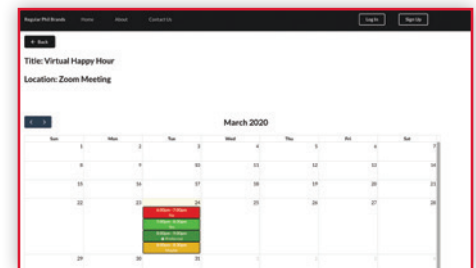 Regular Phil Brands Home About Contact Us Log In Sign Up
← Back
Title: Virtual Happy Hour
Location: Zoom Meeting
< >
March 2020
Sun Mon Tue Wed Thu Fri Sat
1 2 3 4 5 6 7
8 9 10 11 12 13 14
15 16 17 18 19 20 21
22 23 24 25 26 27 28
No
Yes
29 30 31